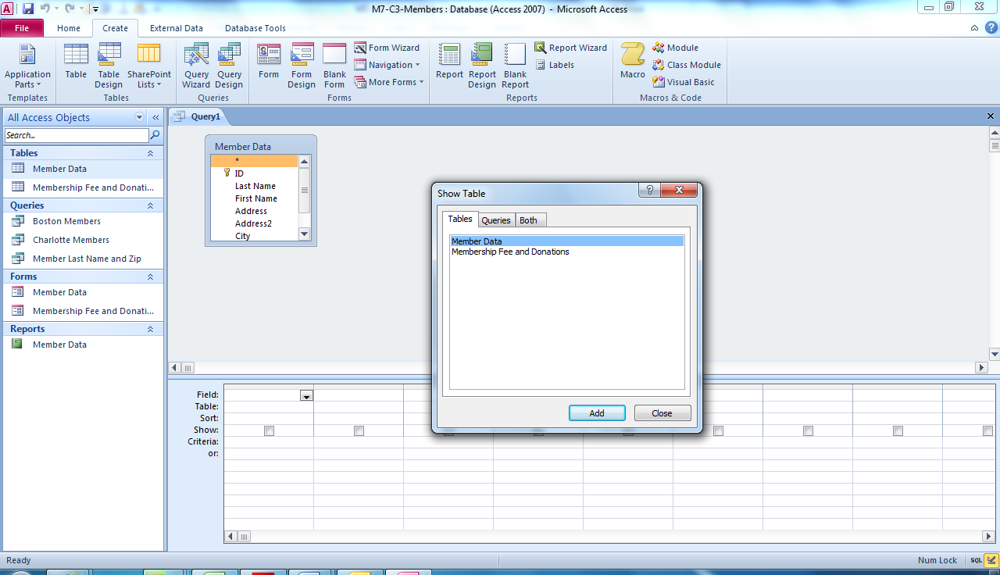 M7-C3-Members : Database (Access 2007) - Microsoft Access
File Home Create External Data Database Tools
Application Parts
Table
Table Design
SharePoint Lists
Query Wizard
Query Design
Form
Form Design
Blank Form
Form Wizard
Navigation
More Forms
Report
Report Design
Blank Report
Report Wizard
Labels
Macro
Module
Class Module
Visual Basic
Templates Tables Queries Forms Reports Macros & Code
All Access Objects
Search...
Tables
Member Data
Membership Fee and Donati...
Queries
Boston Members
Charlotte Members
Member Last Name and Zip
Forms
Member Data
Membership Fee and Donati...
Reports
Member Data
Query1
Member Data
*
ID
Last Name
First Name
Address
Address2
City
Show Table
Tables Queries Both
Member Data
Membership Fee and Donations
Add Close
Field:
Table:
Sort:
Show:
Criteria:
or:
Ready Num Lock SQL